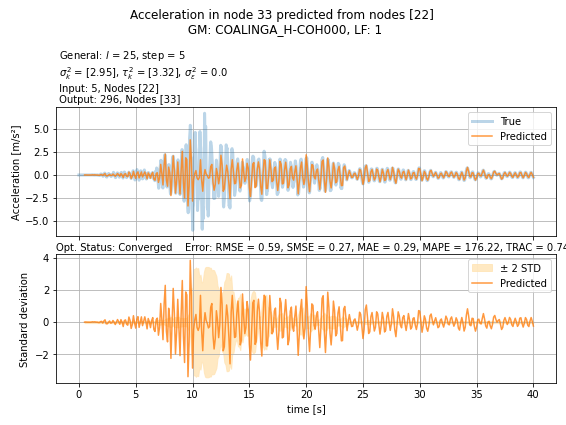 Acceleration in node 33 predicted from nodes [22]
GM: COALINGA_H-COH000, LF: 1
General: l = 25, step = 5
σ²ₖ = [2.95], τ²ₖ = [3.32], σ²ε = 0.0
Input: 5, Nodes [22]
Output: 296, Nodes [33]
Acceleration [m/s²]
5.0
2.5
0.0
−2.5
−5.0
True
Predicted
Opt. Status: Converged Error: RMSE = 0.59, SMSE = 0.27, MAE = 0.29, MAPE = 176.22, TRAC = 0.74
Standard deviation
4
2
0
−2
± 2 STD
Predicted
0 5 10 15 20 25 30 35 40
time [s]